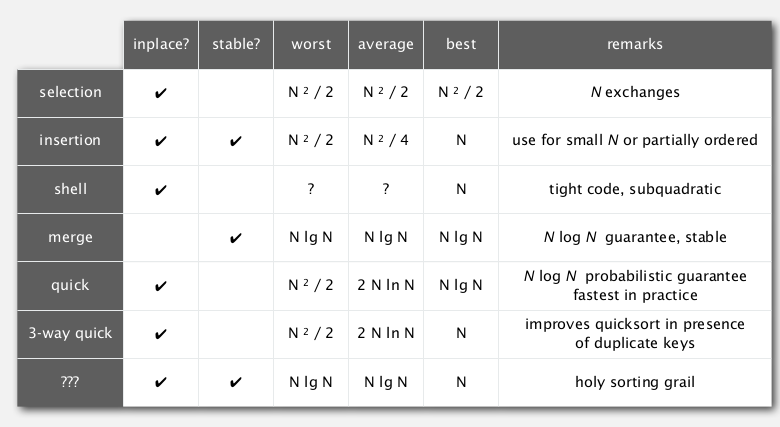 inplace? stable? worst average best remarks
selection ✔ N ² / 2 N ² / 2 N ² / 2 N exchanges
insertion ✔ ✔ N ² / 2 N ² / 4 N use for small N or partially ordered
shell ✔ ? ? N tight code, subquadratic
merge ✔ N lg N N lg N N lg N N log N guarantee, stable
quick ✔ N ² / 2 2 N ln N N lg N N log N probabilistic guarantee
fastest in practice
3-way quick ✔ N ² / 2 2 N ln N N improves quicksort in presence
of duplicate keys
??? ✔ ✔ N lg N N lg N N holy sorting grail